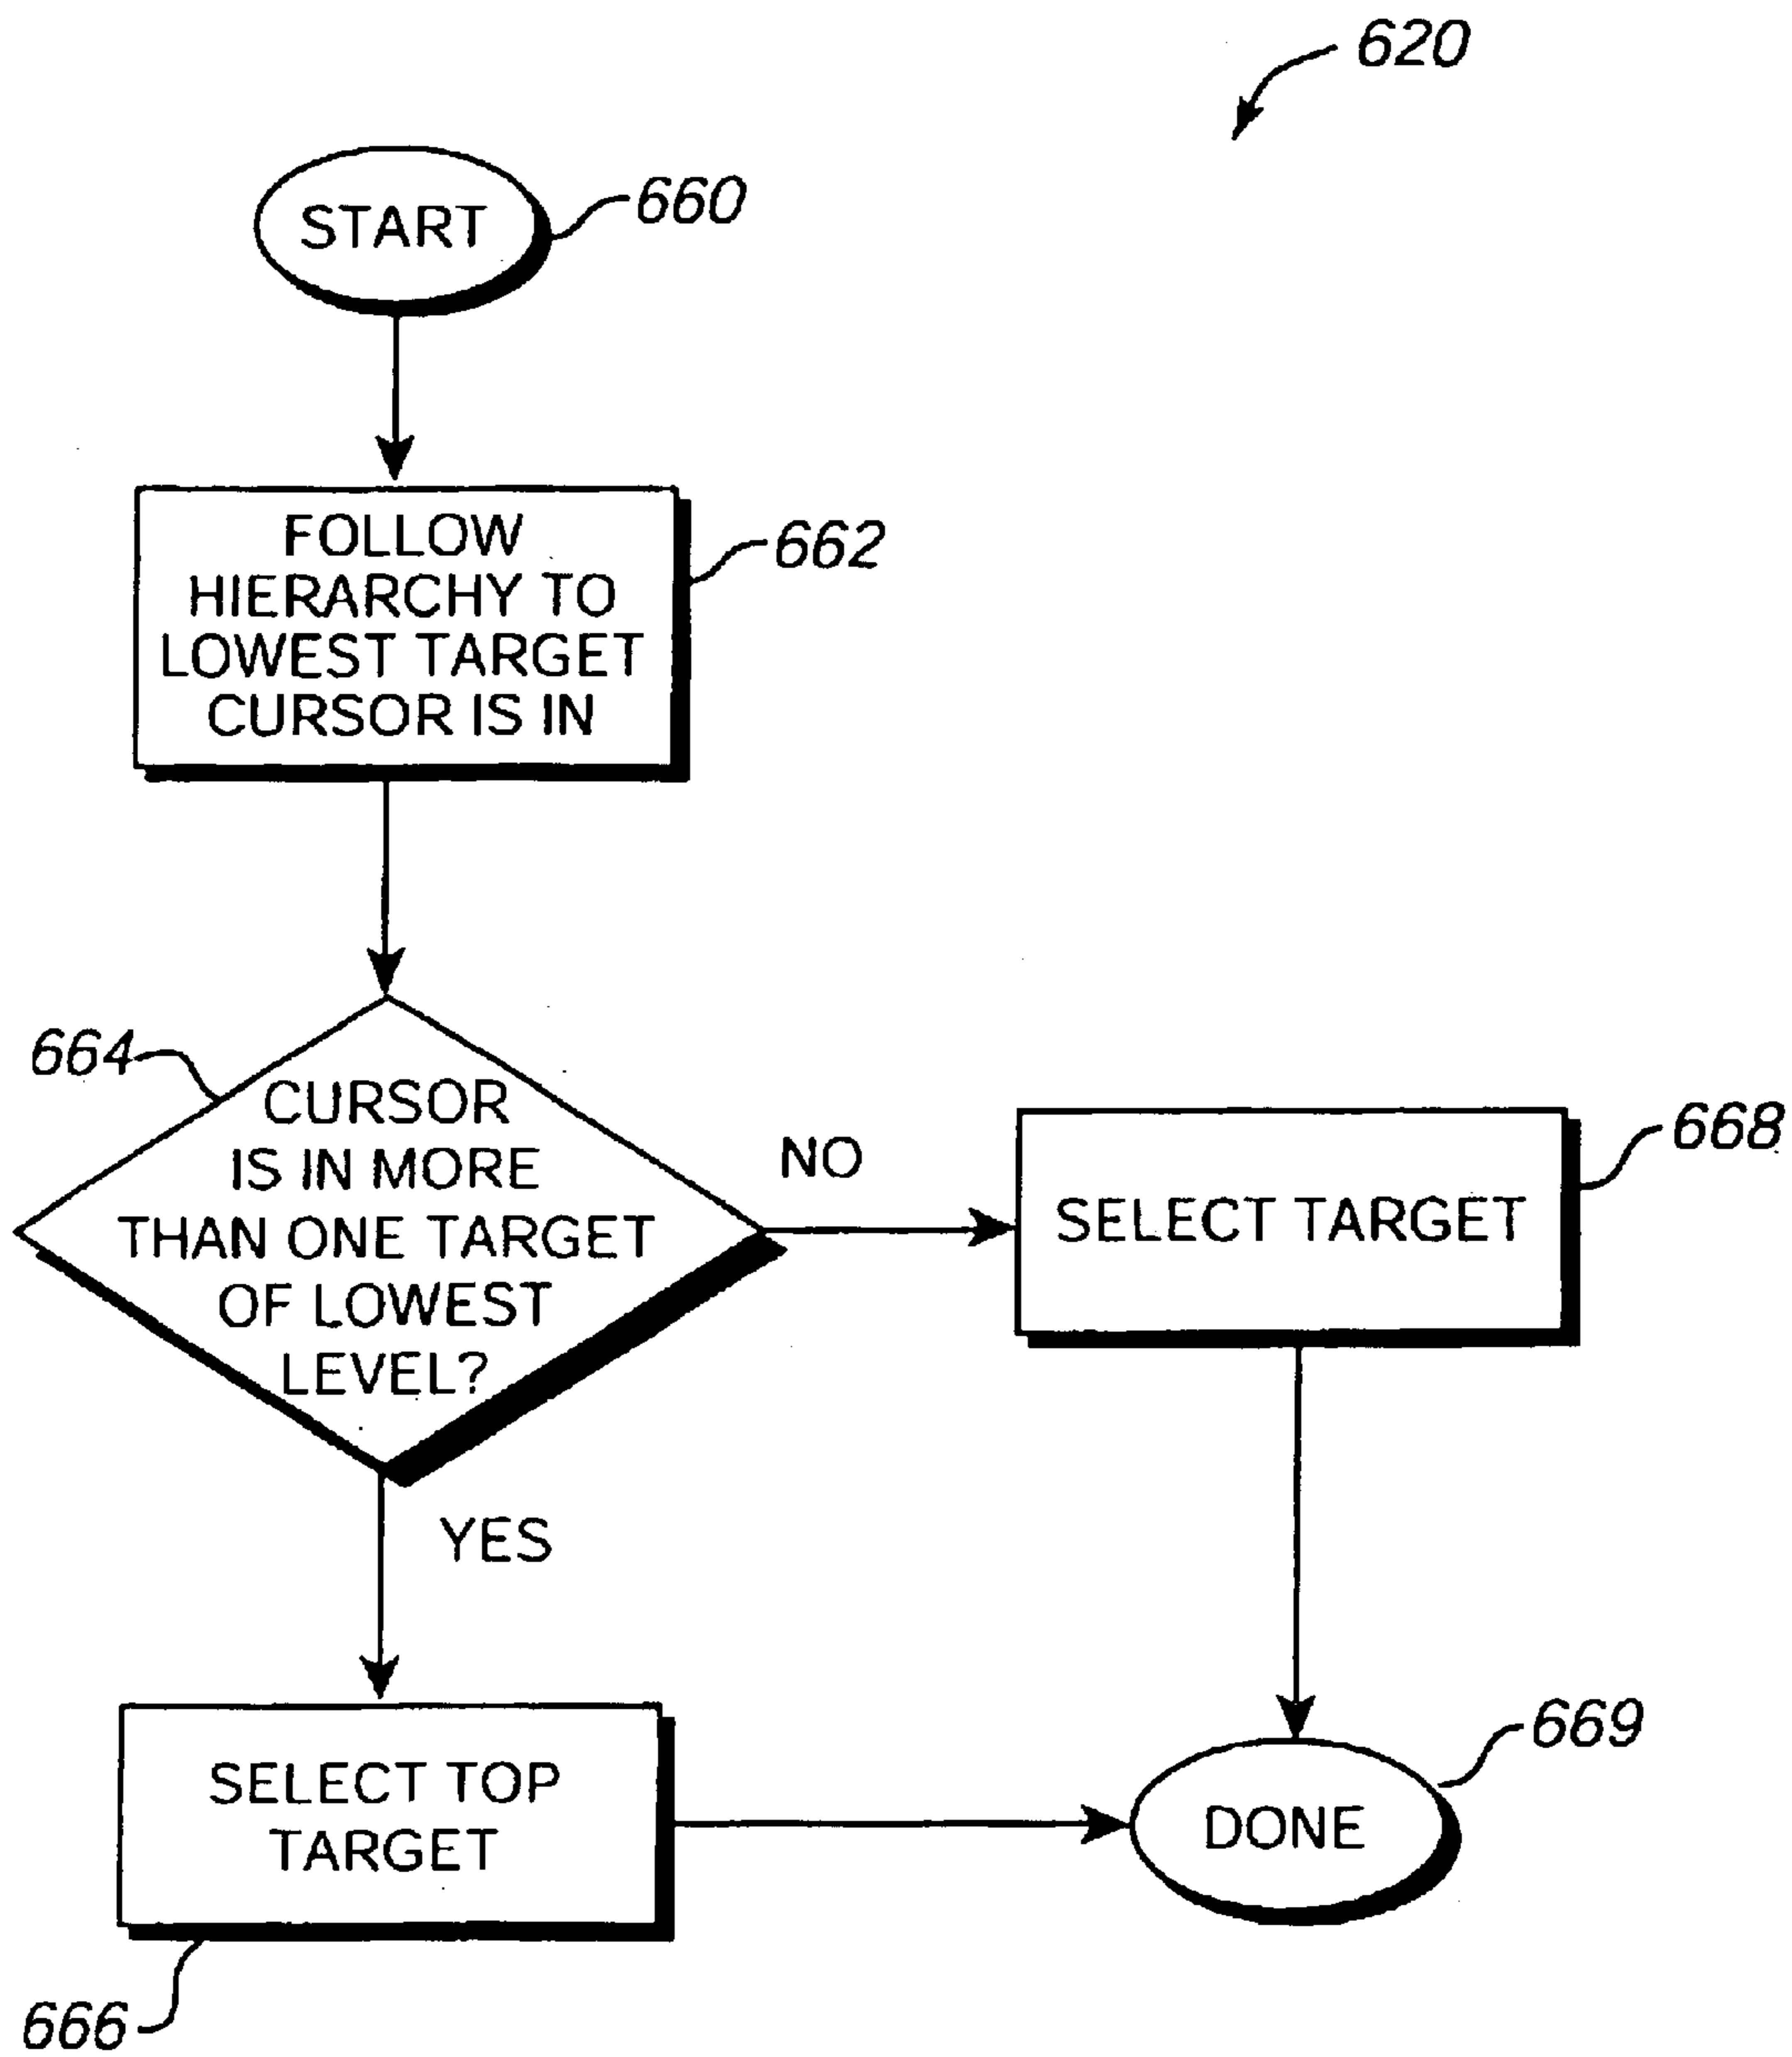 620
START
660
FOLLOW
HIERARCHY TO
LOWEST TARGET
CURSOR IS IN
662
664
CURSOR
IS IN MORE
THAN ONE TARGET
OF LOWEST
LEVEL?
NO
SELECT TARGET
668
YES
SELECT TOP
TARGET
666
DONE
669